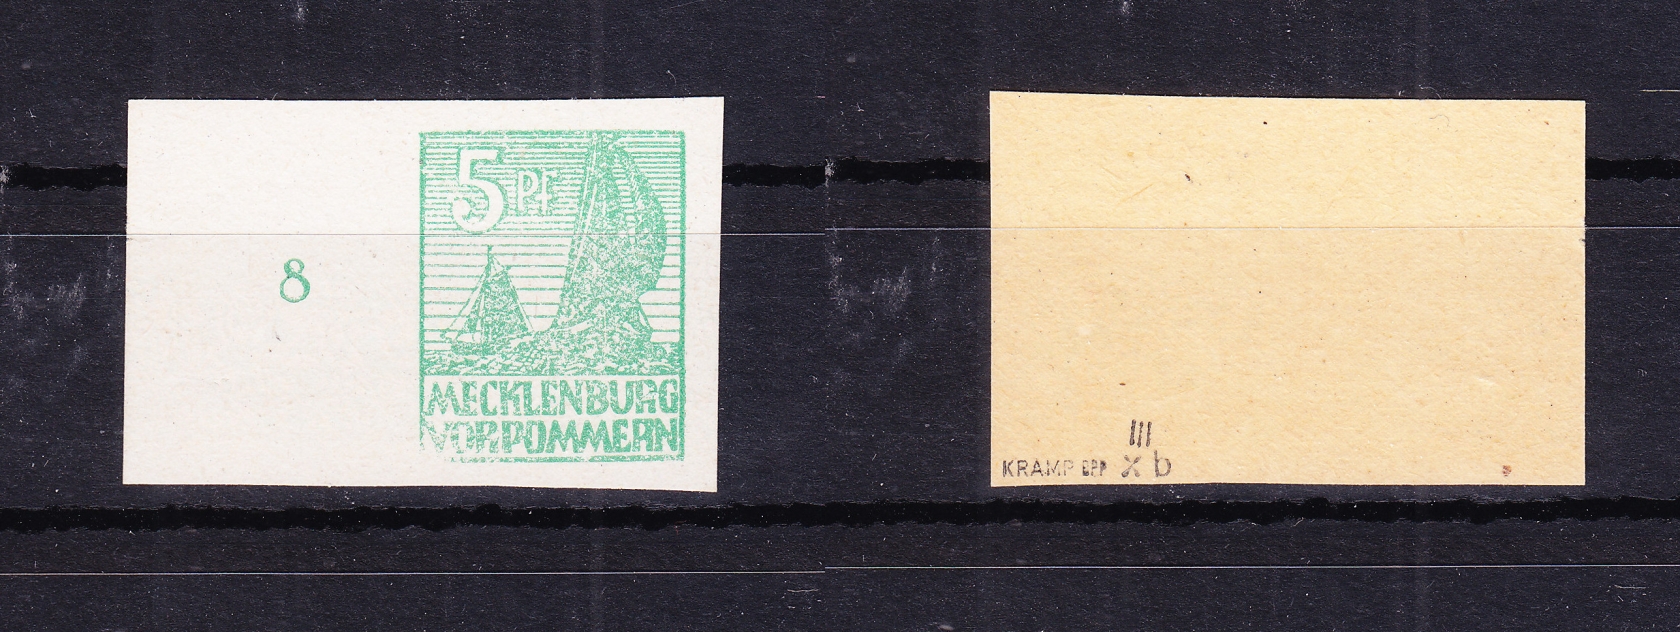 8
5 Pf
MECKLENBURG
VORPOMMERN
III
KRAMP BPP x b